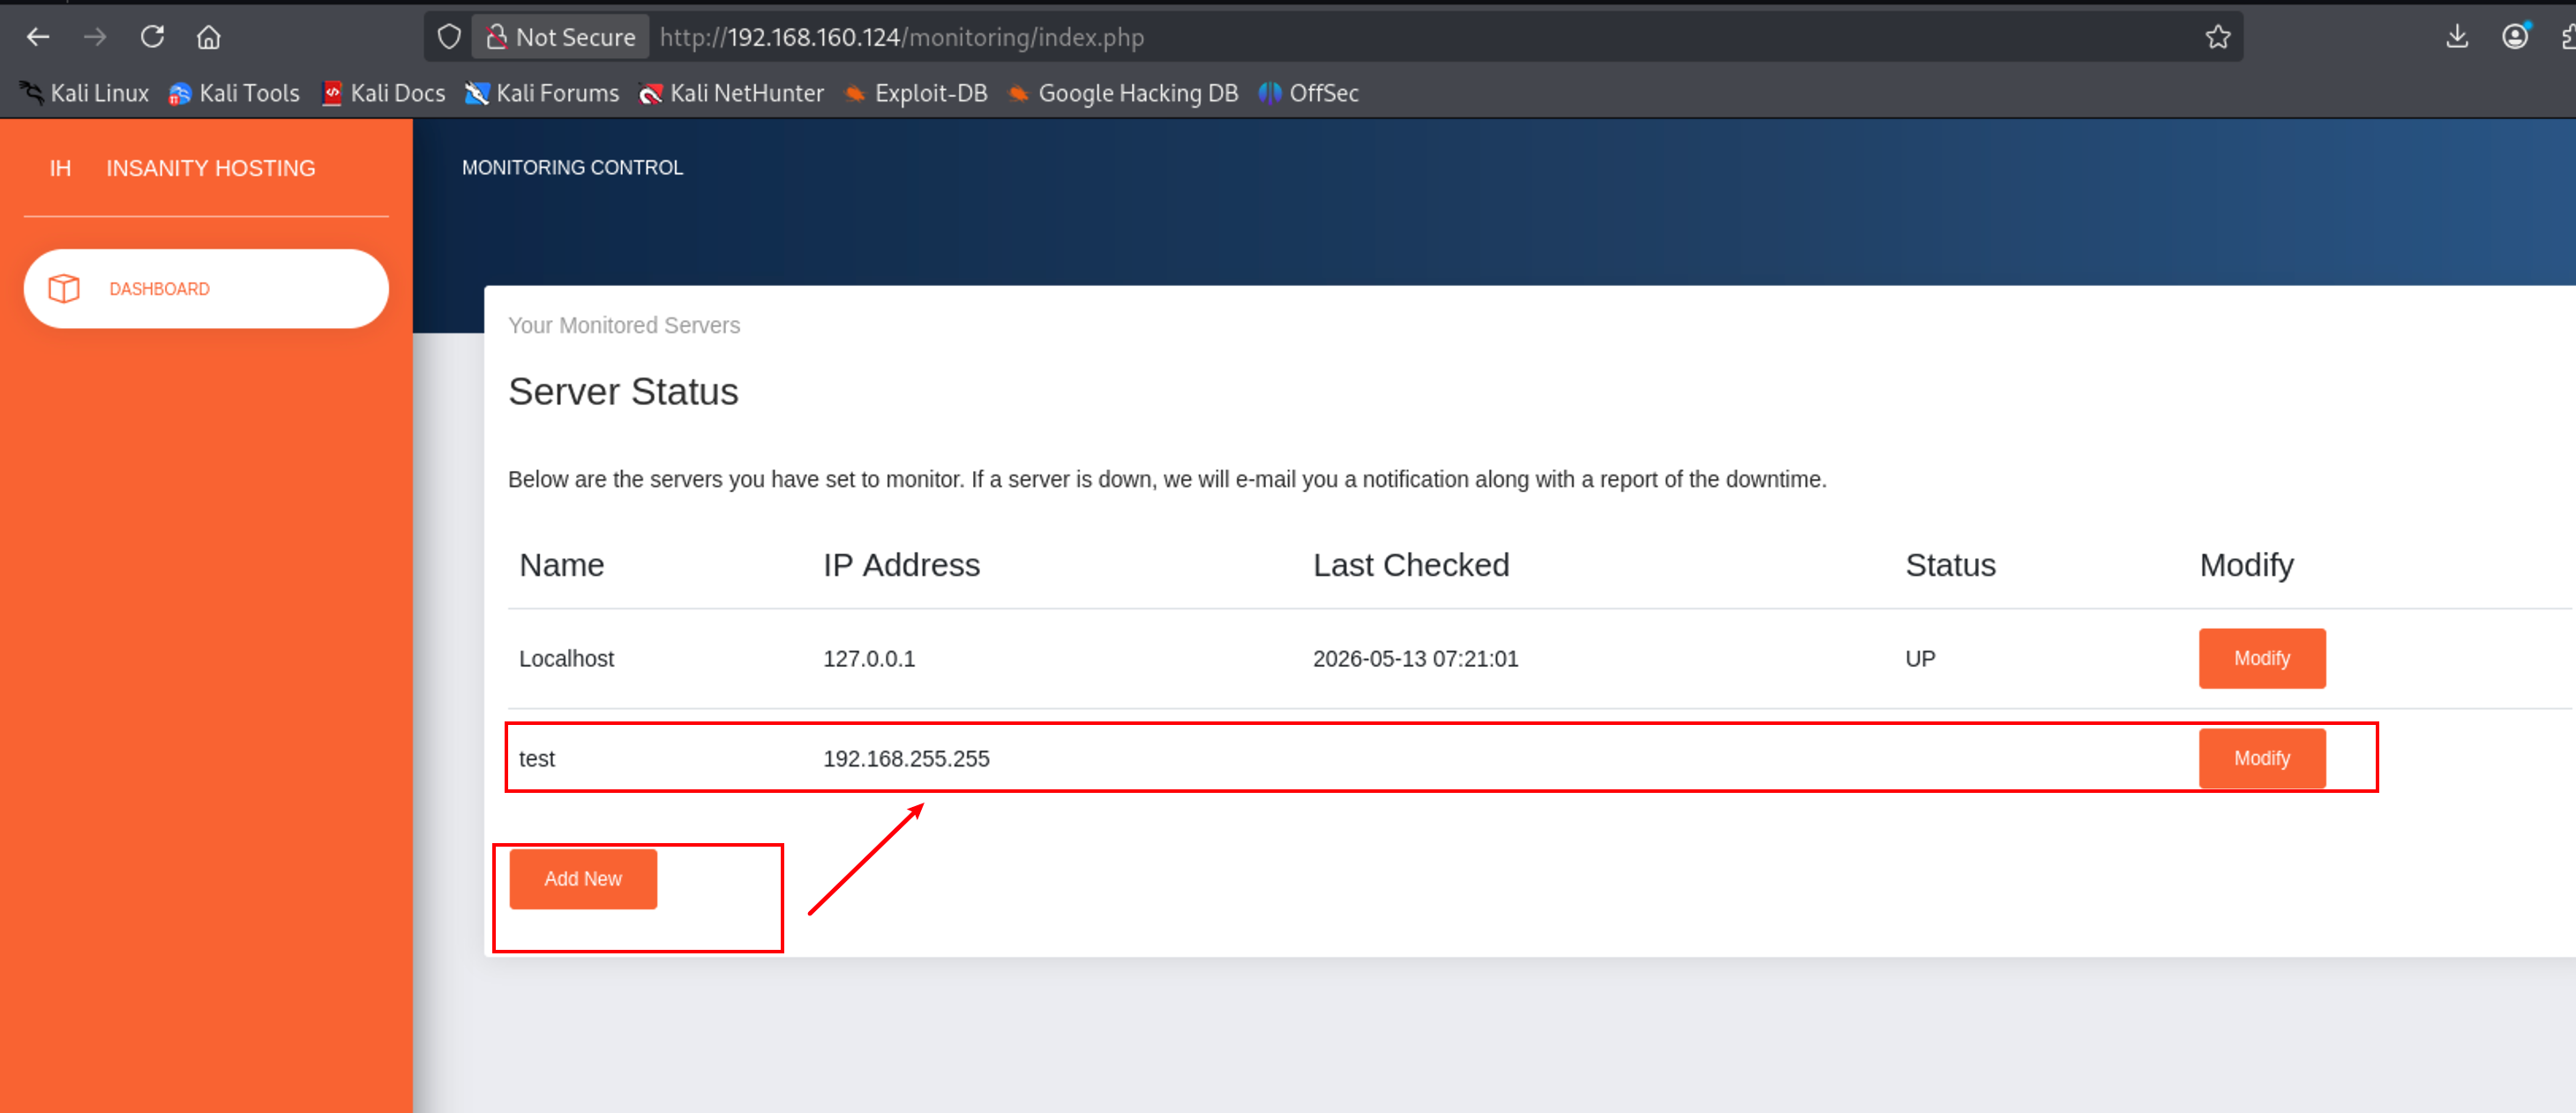 Not Secure http://192.168.160.124/monitoring/index.php
Kali Linux Kali Tools Kali Docs Kali Forums Kali NetHunter Exploit-DB Google Hacking DB OffSec
IH INSANITY HOSTING
MONITORING CONTROL
DASHBOARD
Your Monitored Servers
Server Status
Below are the servers you have set to monitor. If a server is down, we will e-mail you a notification along with a report of the downtime.
Name IP Address Last Checked Status Modify
Localhost 127.0.0.1 2026-05-13 07:21:01 UP Modify
test 192.168.255.255 Modify
Add New